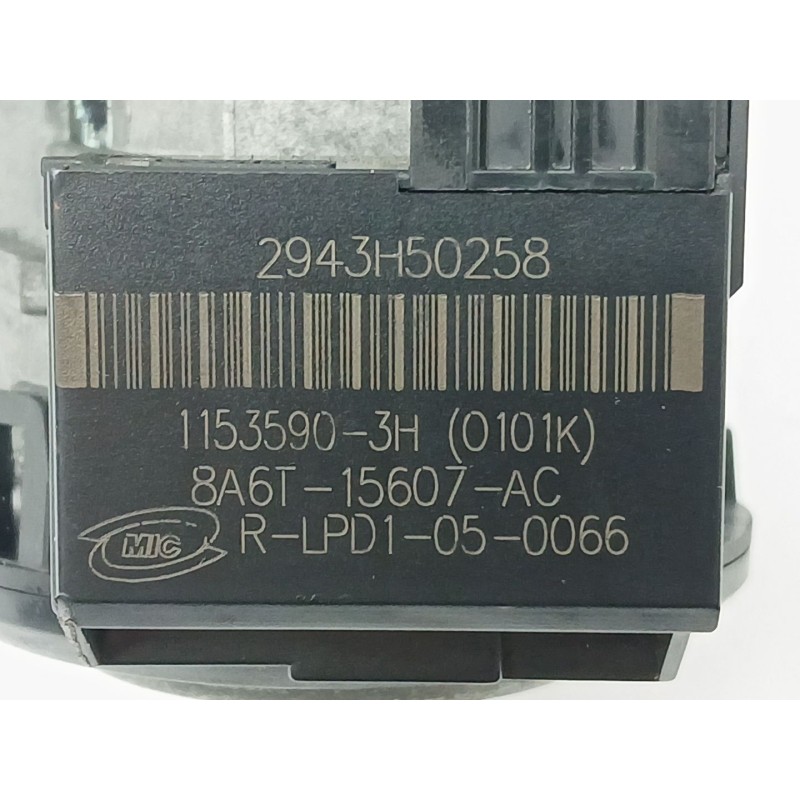 2943H50258
1153590-3H (0101K)
8A6T-15607-AC
MIC R-LPD1-05-0066